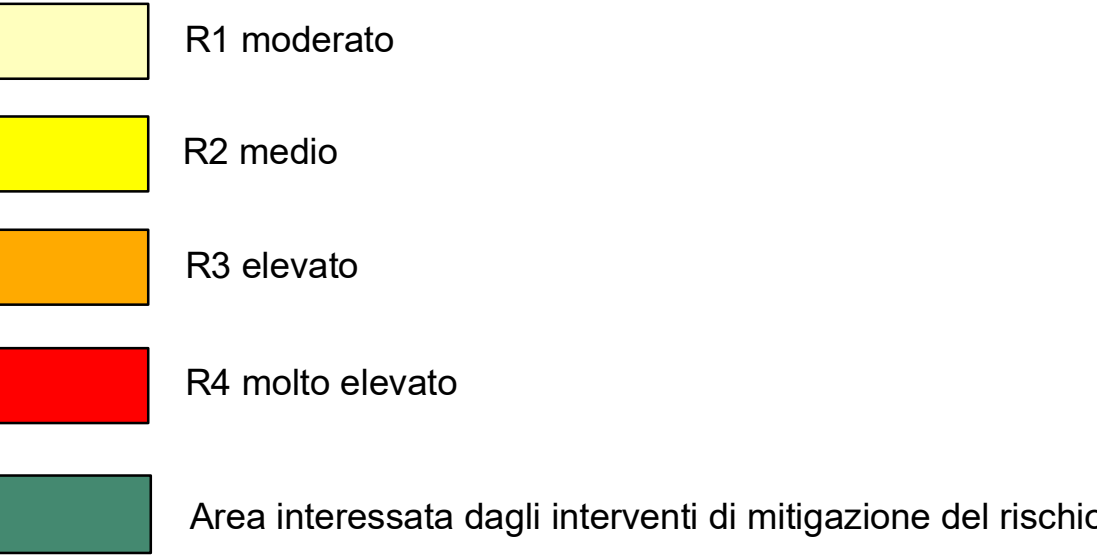 R1 moderato
R2 medio
R3 elevato
R4 molto elevato
Area interessata dagli interventi di mitigazione del rischio